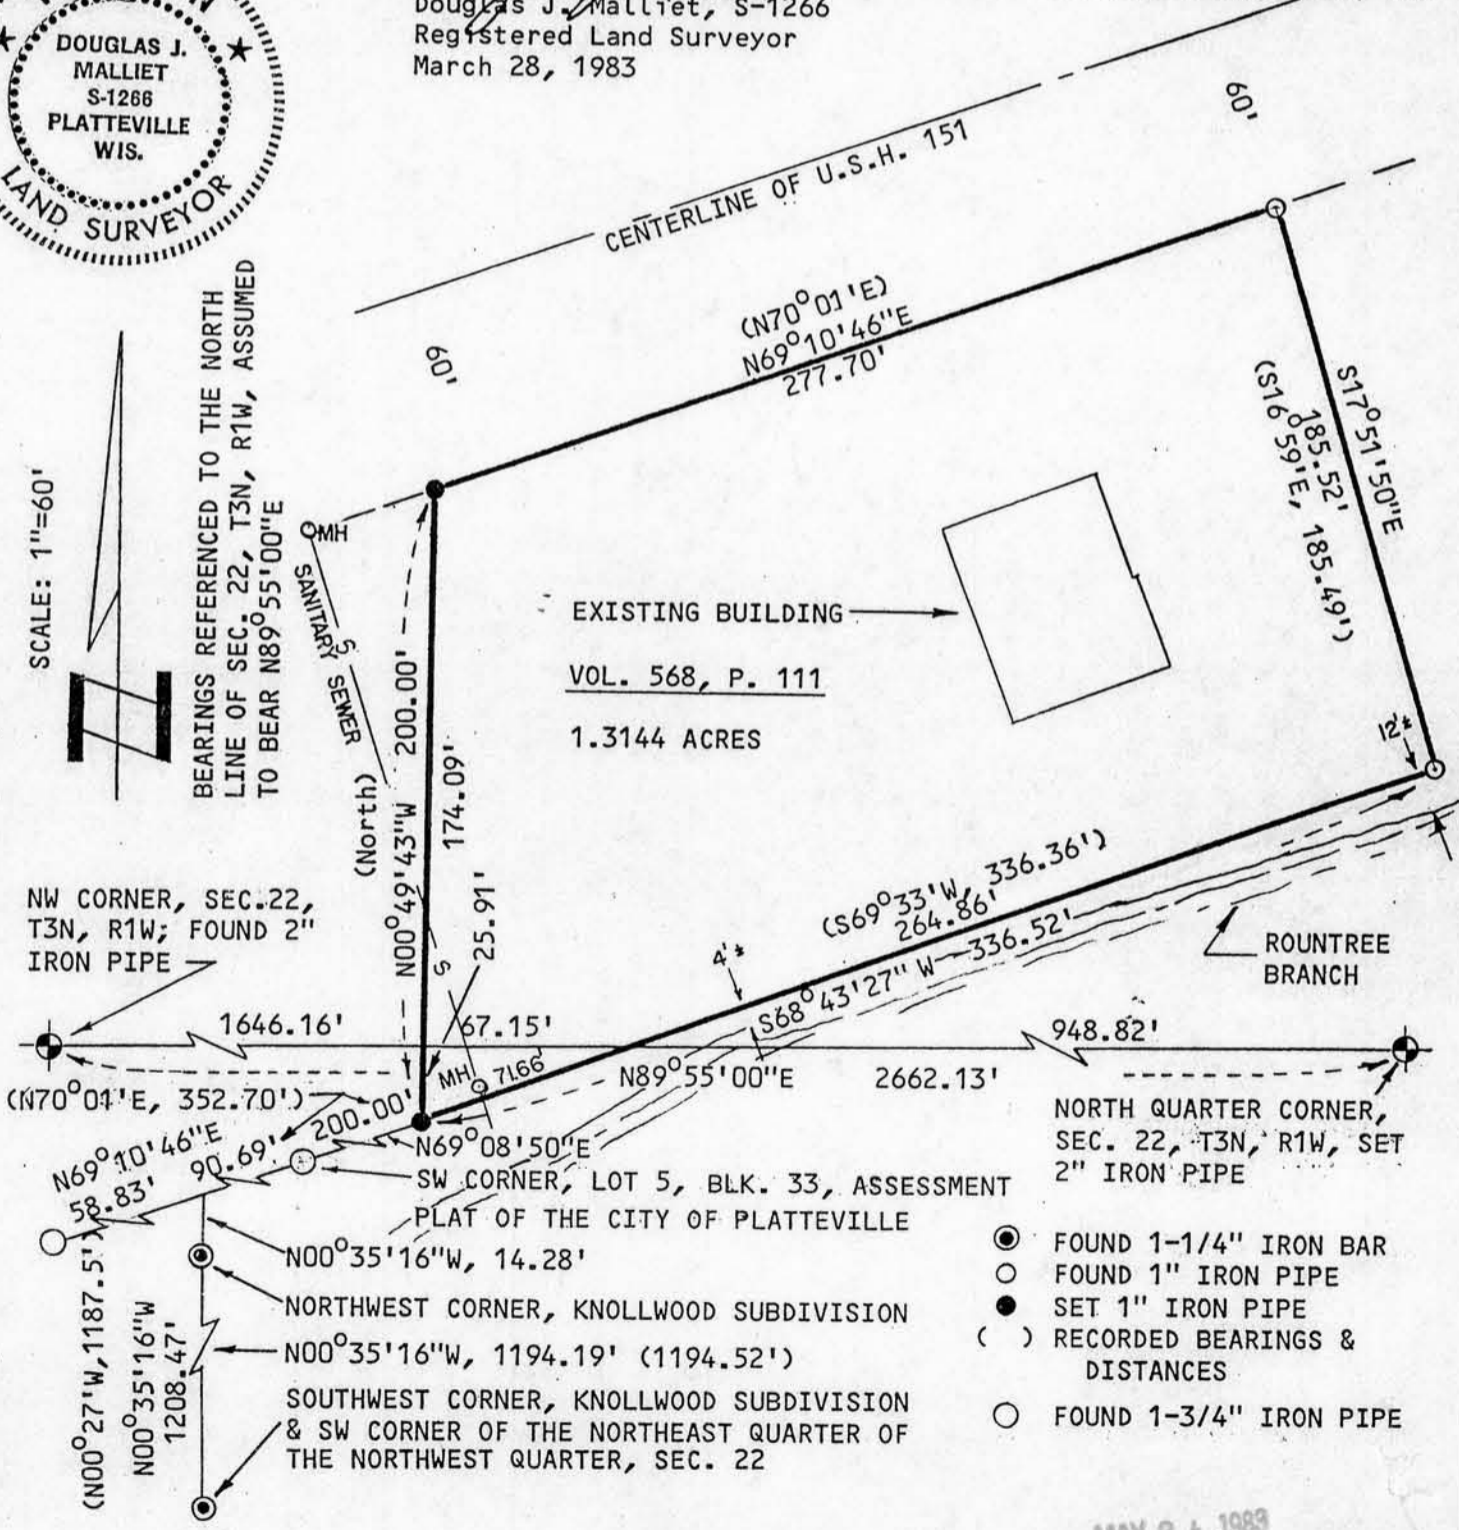 DOUGLAS J.
MALLIET
S-1266
PLATTEVILLE
WIS.
LAND SURVEYOR
Douglas J. Malliet, S-1266
Registered Land Surveyor
March 28, 1983
CENTERLINE OF U.S.H. 151
60'
60'
(N70°01'E)
N69°10'46"E
277.70'
S17°51'50"E
185.52'
(S16°59'E, 185.49')
SCALE: 1"=60'
BEARINGS REFERENCED TO THE NORTH
LINE OF SEC. 22, T3N, R1W, ASSUMED
TO BEAR N89°55'00"E
MH
SANITARY SEWER
S
EXISTING BUILDING
VOL. 568, P. 111
1.3144 ACRES
12'±
(North)
N00°49'43"W 200.00'
174.09'
25.91'
S
(S69°33'W, 336.36')
264.86'
S68°43'27" W 336.52'
4'±
ROUNTREE
BRANCH
NW CORNER, SEC.22,
T3N, R1W; FOUND 2"
IRON PIPE
1646.16'
67.15'
948.82'
MH
71.66
N89°55'00"E
2662.13'
(N70°01'E, 352.70')
200.00'
N69°10'46"E
90.69'
58.83'
N69°08'50"E
SW CORNER, LOT 5, BLK. 33, ASSESSMENT
PLAT OF THE CITY OF PLATTEVILLE
NORTH QUARTER CORNER,
SEC. 22, T3N, R1W, SET
2" IRON PIPE
N00°35'16"W, 14.28'
NORTHWEST CORNER, KNOLLWOOD SUBDIVISION
N00°35'16"W, 1194.19' (1194.52')
SOUTHWEST CORNER, KNOLLWOOD SUBDIVISION
& SW CORNER OF THE NORTHEAST QUARTER OF
THE NORTHWEST QUARTER, SEC. 22
(N00°27'W,1187.5')
N00°35'16"W
1208.47'
FOUND 1-1/4" IRON BAR
FOUND 1" IRON PIPE
SET 1" IRON PIPE
( ) RECORDED BEARINGS &
DISTANCES
FOUND 1-3/4" IRON PIPE
1983